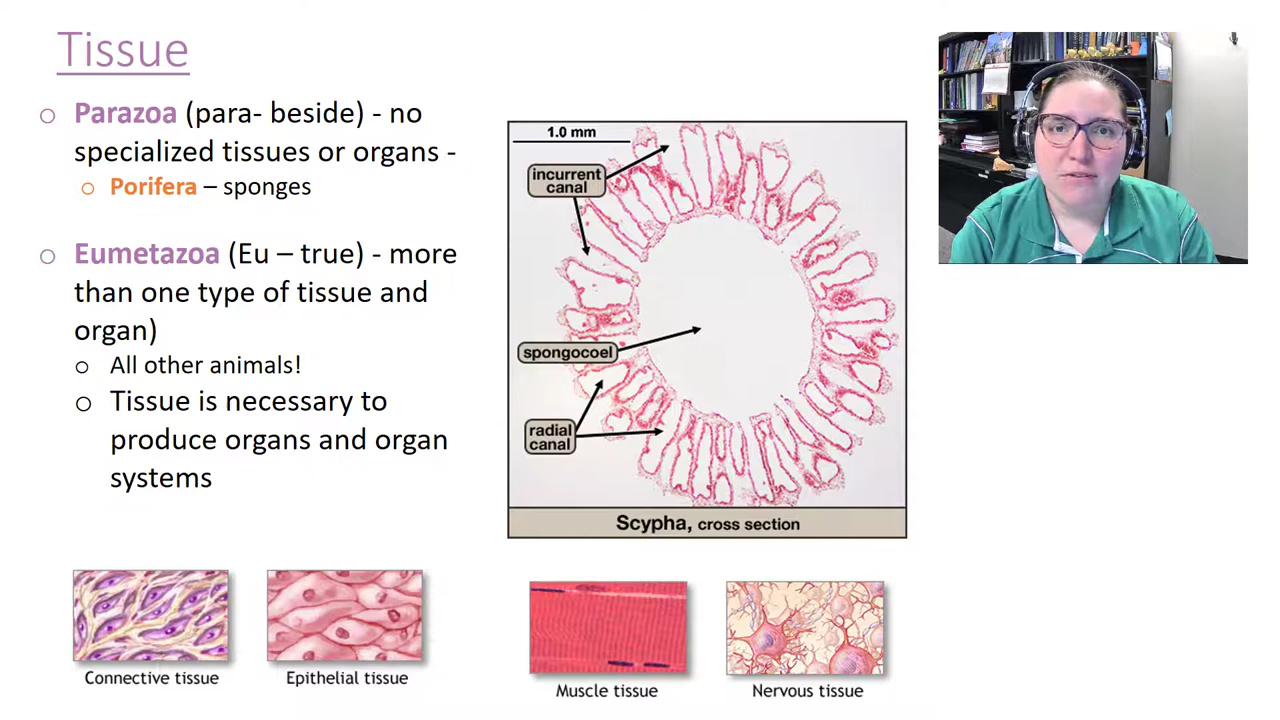 Tissue
Parazoa (para- beside) - no
specialized tissues or organs -
Porifera – sponges
Eumetazoa (Eu – true) - more
than one type of tissue and
organ)
All other animals!
Tissue is necessary to
produce organs and organ
systems
1.0 mm
incurrent
canal
spongocoel
radial
canal
Scypha, cross section
Connective tissue
Epithelial tissue
Muscle tissue
Nervous tissue